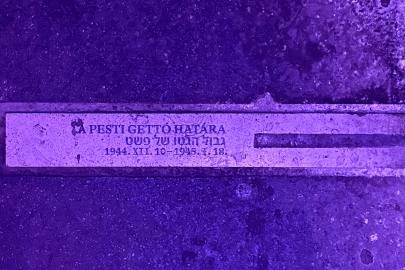 A PESTI GETTÓ HATÁRA
גבול הגטו של פשט
1944. XII. 10–1945. I. 18.